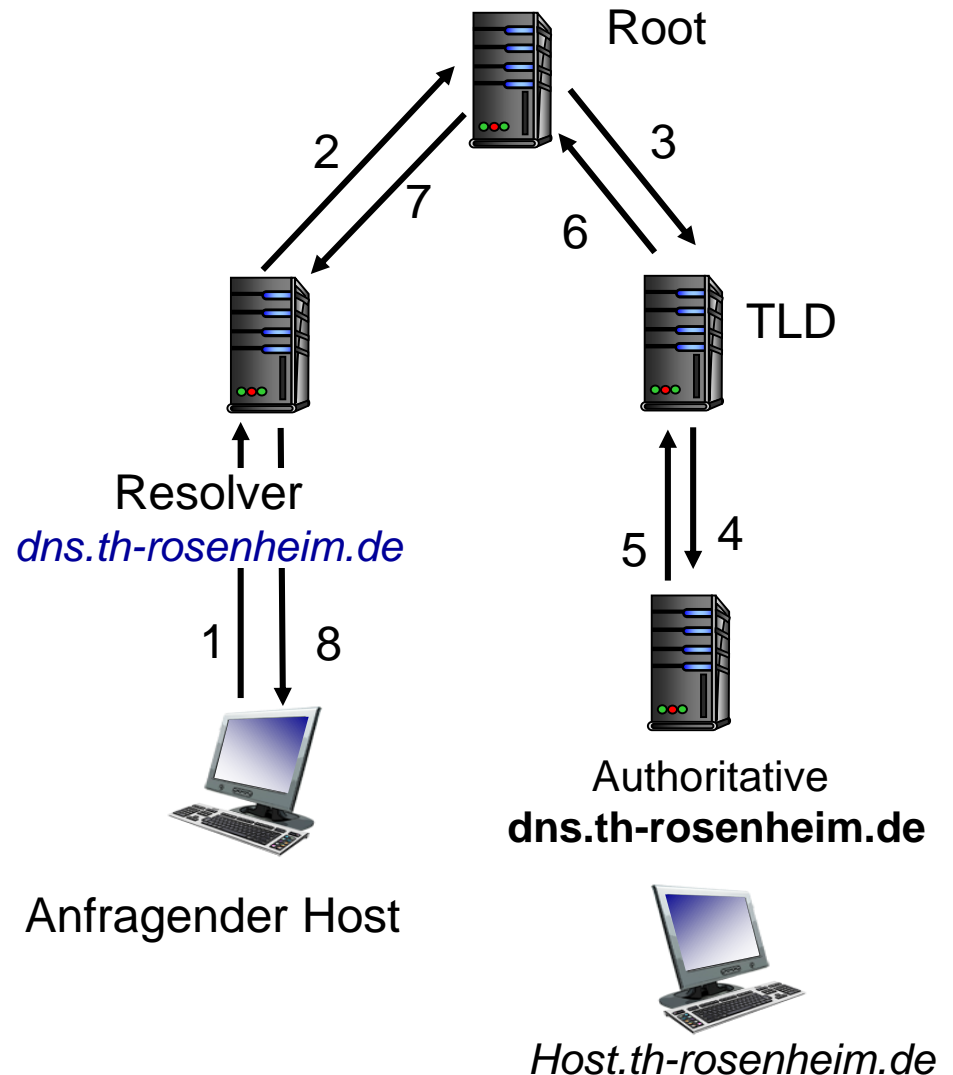 Root
2
3
7
6
TLD
Resolver
dns.th-rosenheim.de
5
4
1
8
Authoritative
dns.th-rosenheim.de
Anfragender Host
Host.th-rosenheim.de